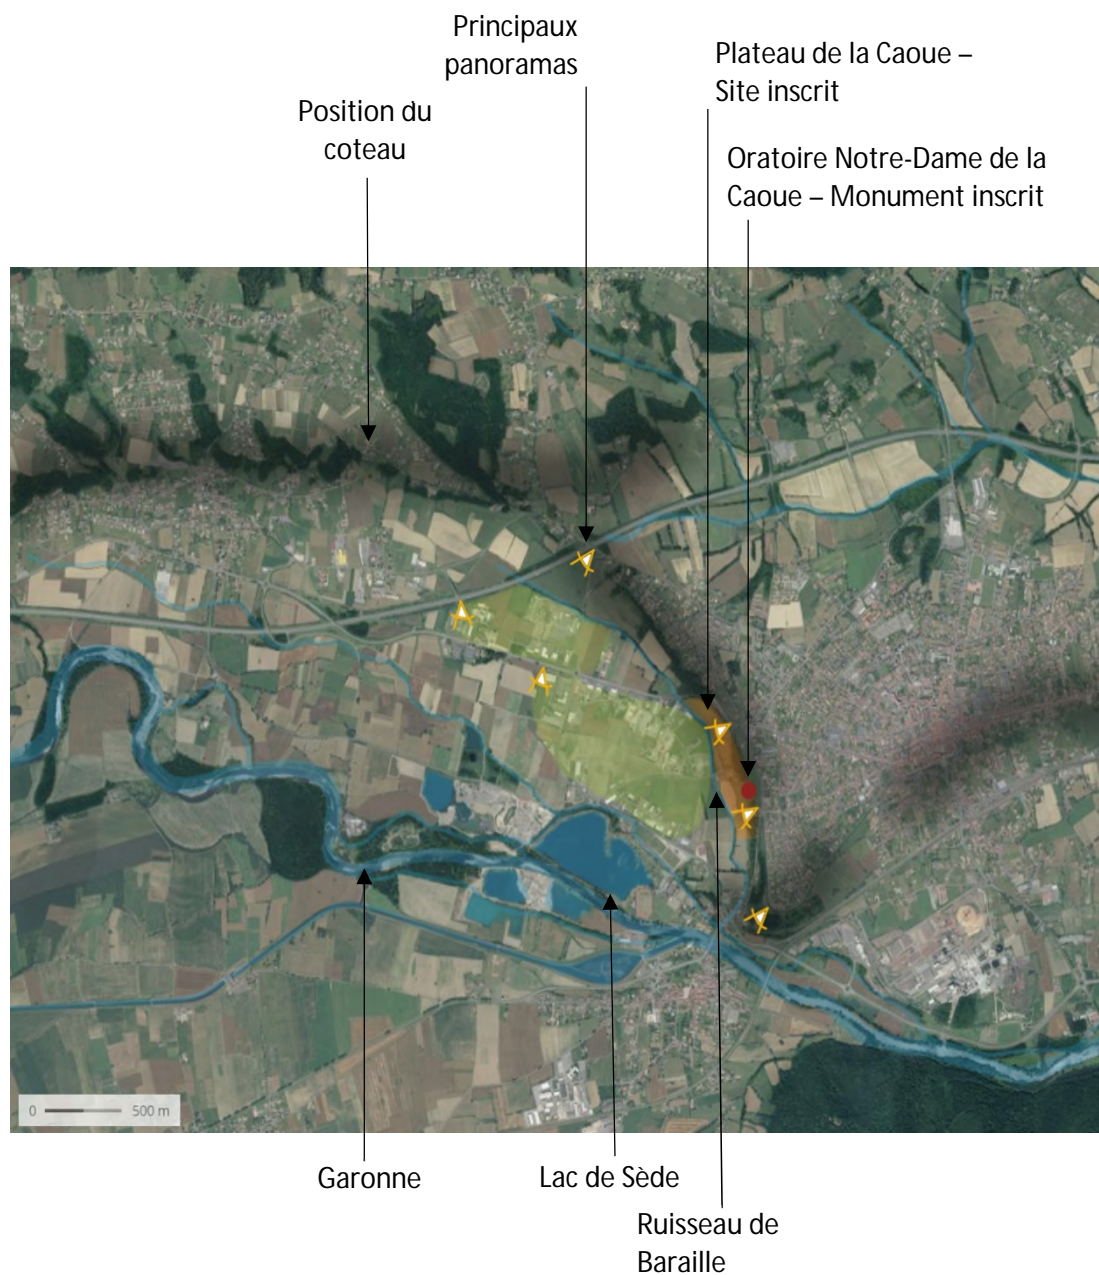 Principaux
panoramas
Plateau de la Caoue –
Site inscrit
Position du
coteau
Oratoire Notre-Dame de la
Caoue – Monument inscrit
0 500 m
Garonne
Lac de Sède
Ruisseau de
Baraille